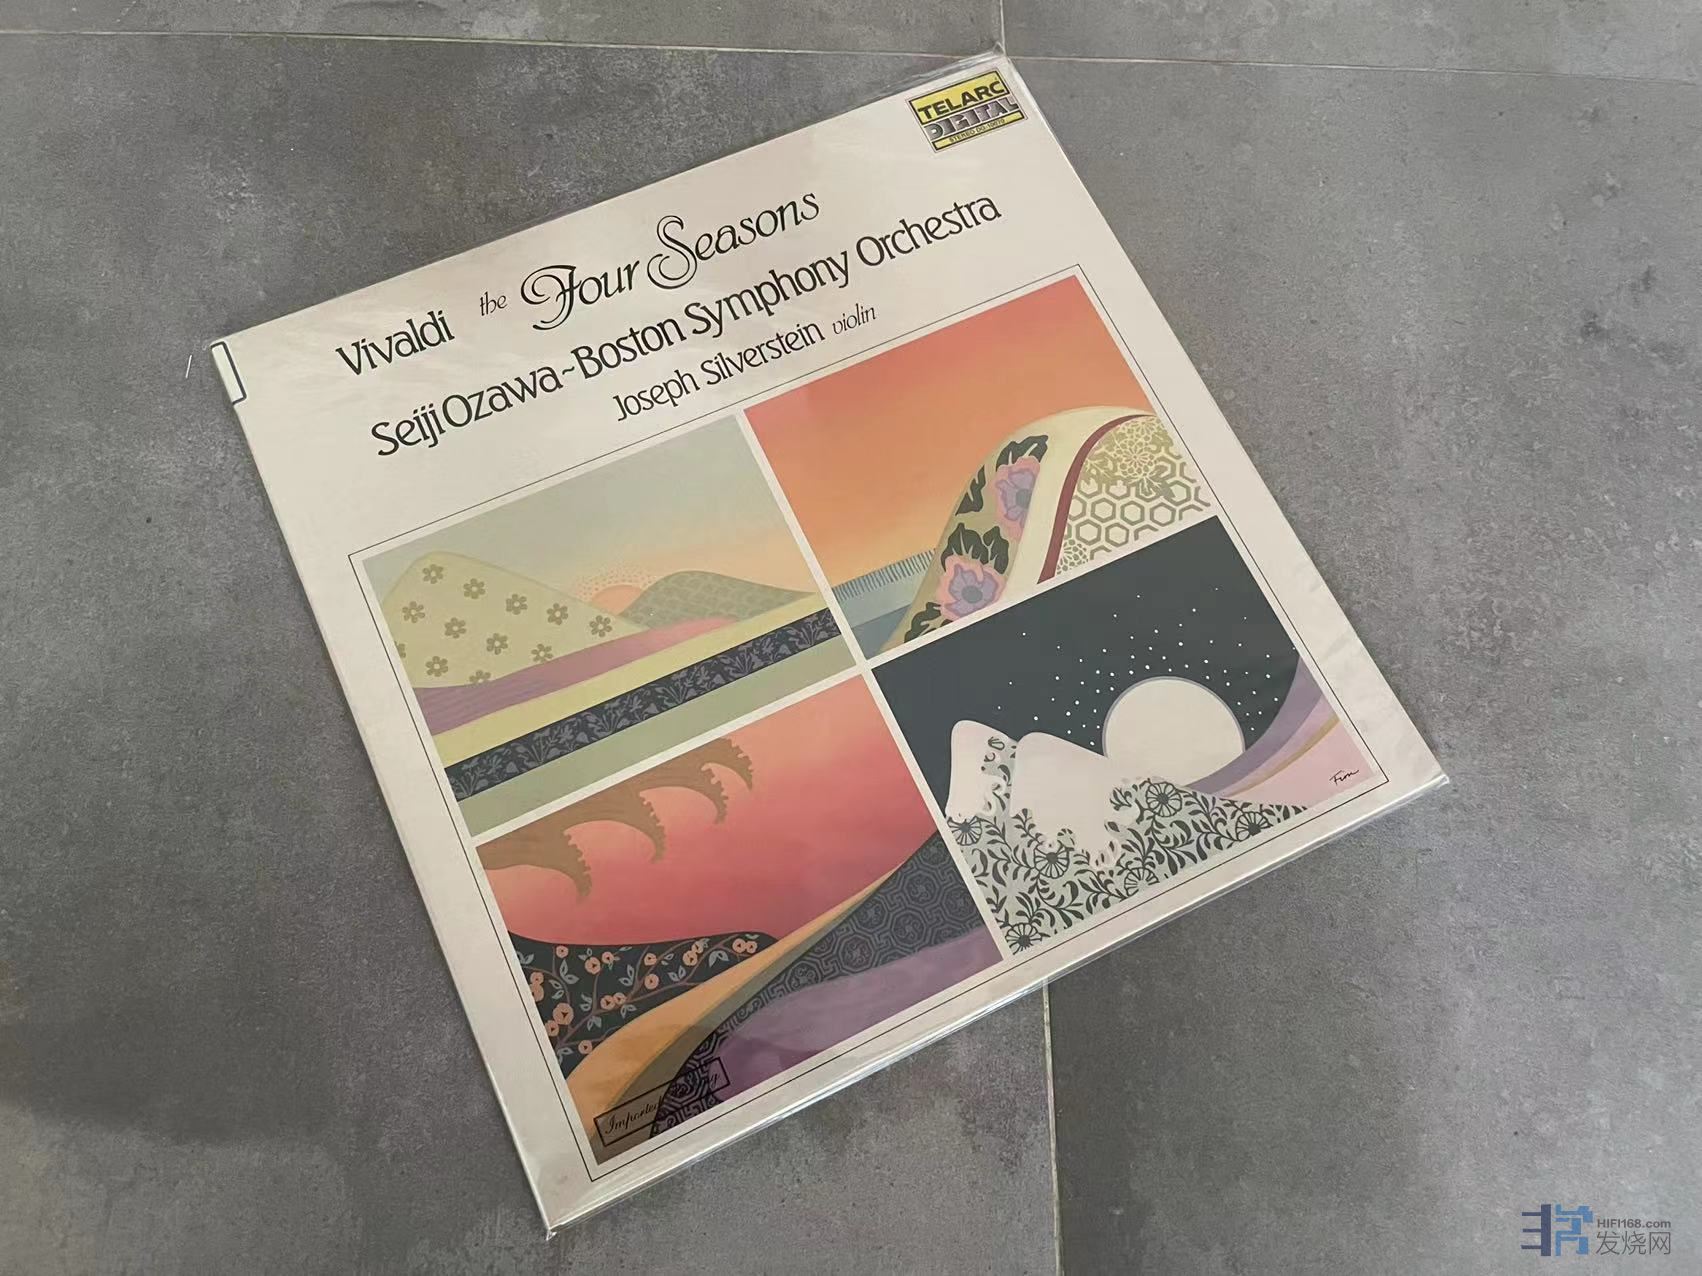 TELARC
DIGITAL
Vivaldi the Four Seasons
Seiji Ozawa~Boston Symphony Orchestra
Joseph Silverstein violin
Fim
Imported
HIFI168.com
发烧网